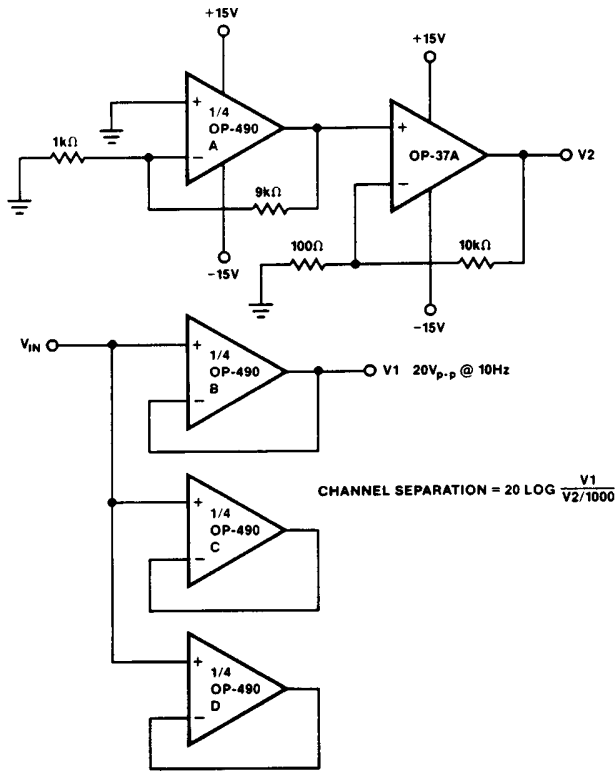 +15V
+15V
+
1/4
OP-490
A
−
+
OP-37A
−
V2
1kΩ
9kΩ
100Ω
10kΩ
−15V
−15V
VIN
+
1/4
OP-490
B
−
V1 20Vp-p @ 10Hz
CHANNEL SEPARATION = 20 LOG V1
V2/1000
+
1/4
OP-490
C
−
+
1/4
OP-490
D
−